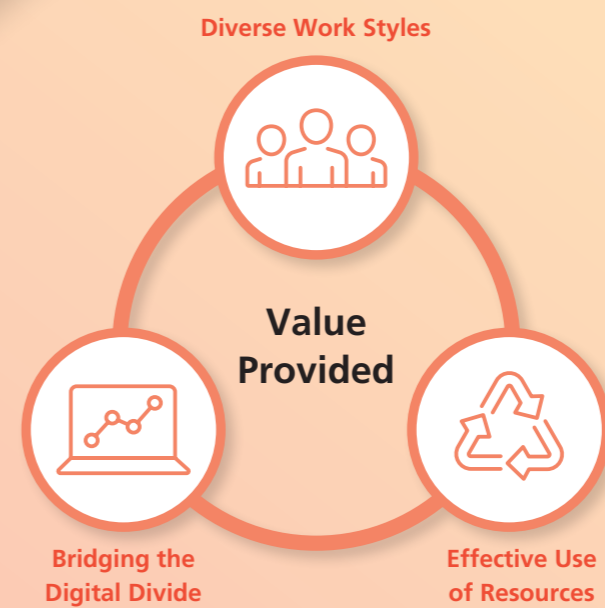 Diverse Work Styles
Value
Provided
Bridging the
Digital Divide
Effective Use
of Resources